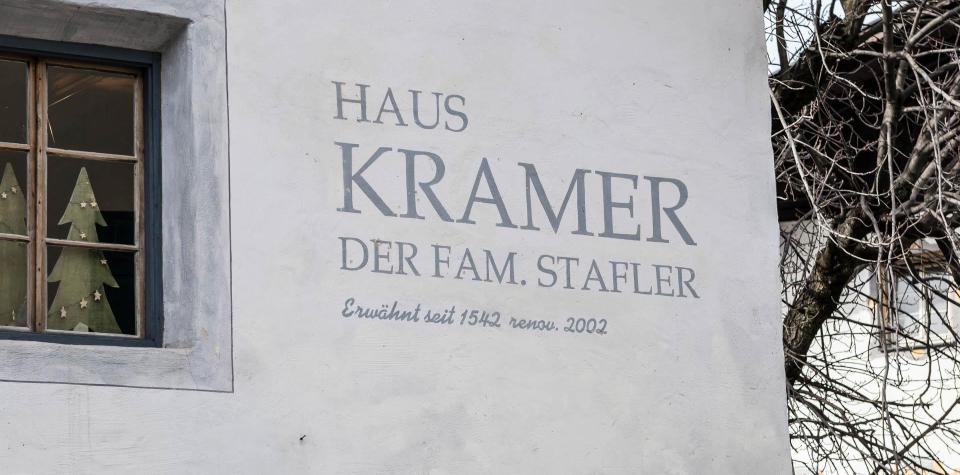 HAUS
KRAMER
DER FAM. STAFLER
Erwähnt seit 1542 renov. 2002